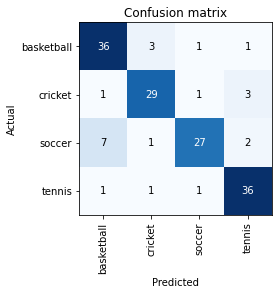 Confusion matrix
Actual
basketball 36 3 1 1
cricket 1 29 1 3
soccer 7 1 27 2
tennis 1 1 1 36
basketball cricket soccer tennis
Predicted